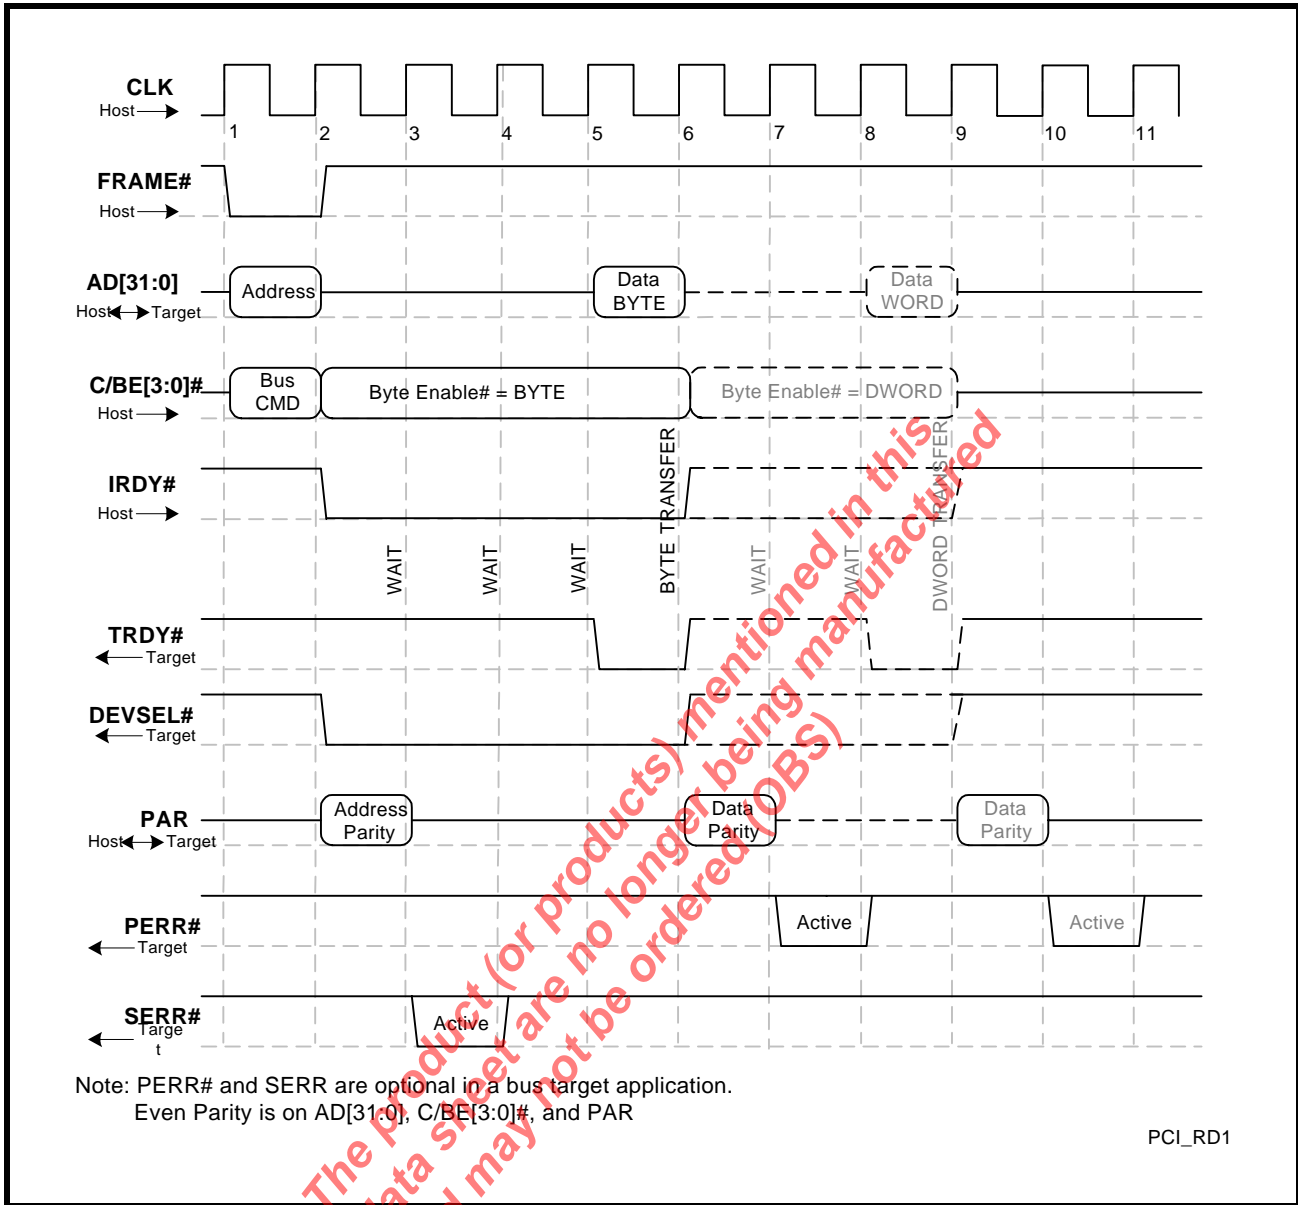 CLK
Host
1 2 3 4 5 6 7 8 9 10 11
FRAME#
Host
AD[31:0]
Host Target
Address
Data
BYTE
Data
WORD
C/BE[3:0]#
Host
Bus
CMD
Byte Enable# = BYTE
Byte Enable# = DWORD
IRDY#
Host
WAIT
WAIT
WAIT
BYTE TRANSFER
WAIT
WAIT
DWORD TRANSFER
TRDY#
Target
DEVSEL#
Target
PAR
Host Target
Address
Parity
Data
Parity
Data
Parity
PERR#
Target
Active
Active
SERR#
Targe
t
Active
Note: PERR# and SERR are optional in a bus target application.
Even Parity is on AD[31:0], C/BE[3:0]#, and PAR
PCI_RD1
The product (or products) mentioned in this
data sheet are no longer being manufactured
d may not be ordered (OBS)